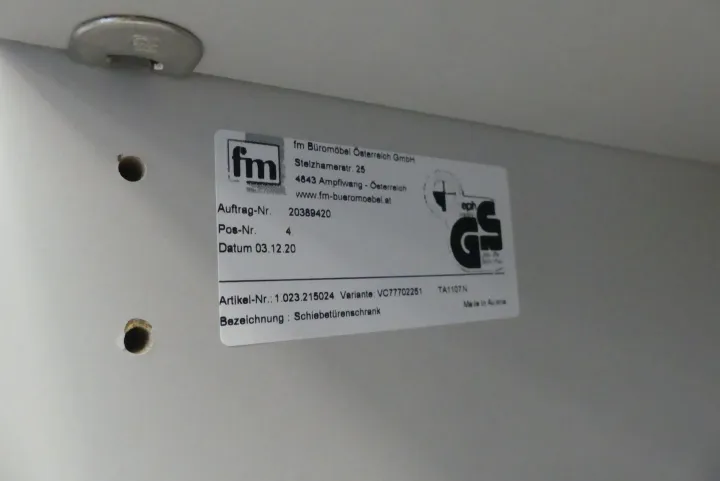 fm
fm Büromöbel Österreich GmbH
Stelzhamerstr. 25
4843 Ampflwang - Österreich
www.fm-bueromoebel.at
Auftrag-Nr. 20389420
Pos-Nr. 4
Datum 03.12.20
eph
GS
Artikel-Nr.: 1.023.215024 Variante: VC77702251 TA110TN
Made in Austria
Bezeichnung : Schiebetürenschrank